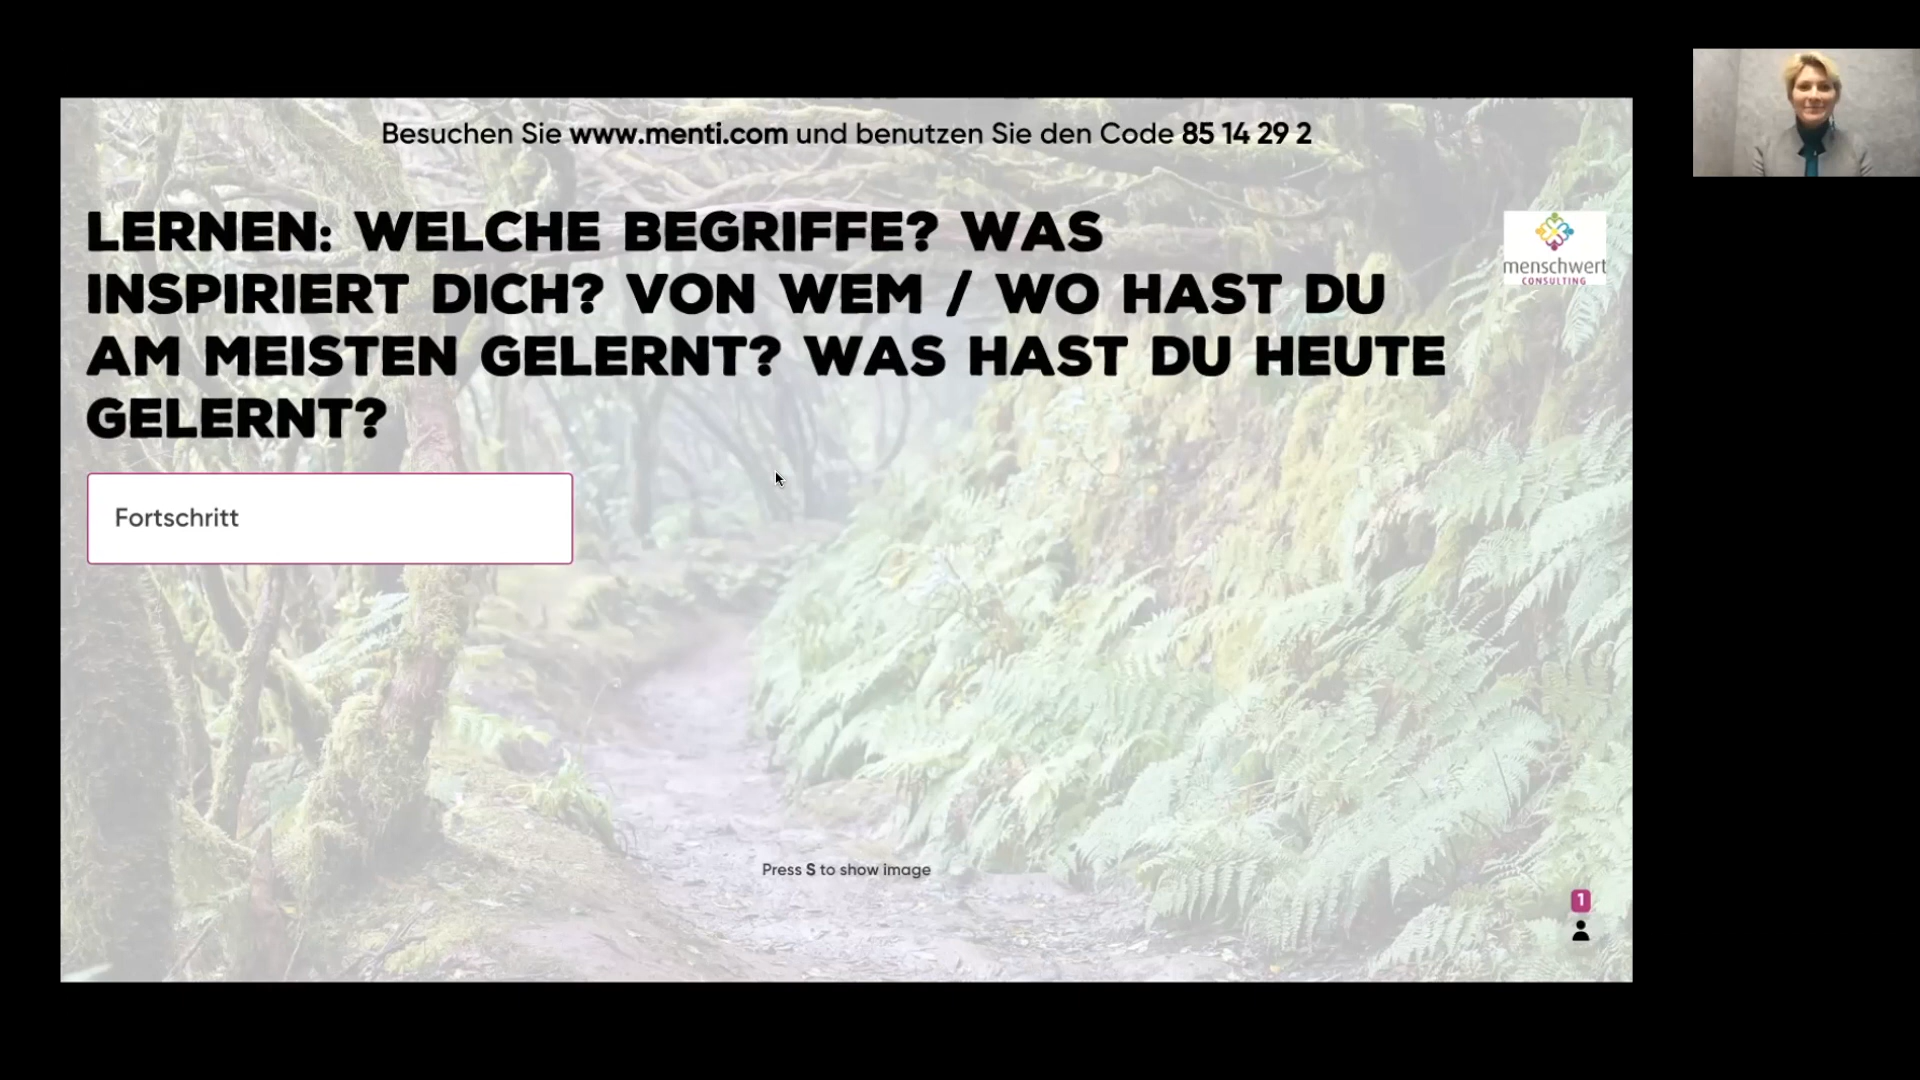 Besuchen Sie www.menti.com und benutzen Sie den Code 85 14 29 2
LERNEN: WELCHE BEGRIFFE? WAS
INSPIRIERT DICH? VON WEM / WO HAST DU
AM MEISTEN GELERNT? WAS HAST DU HEUTE
GELERNT?
menschwert
CONSULTING
Fortschritt
Press S to show image
1